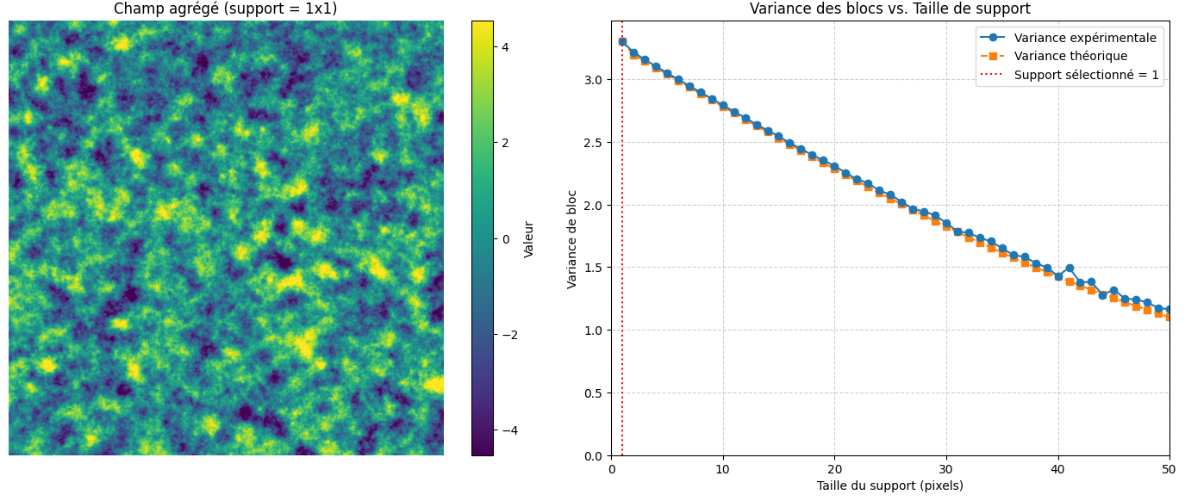 Champ agrégé (support = 1x1)
4
2
0
−2
−4
Valeur
Variance des blocs vs. Taille de support
Variance expérimentale
Variance théorique
Support sélectionné = 1
Variance de bloc
3.0
2.5
2.0
1.5
1.0
0.5
0.0
0 10 20 30 40 50
Taille du support (pixels)